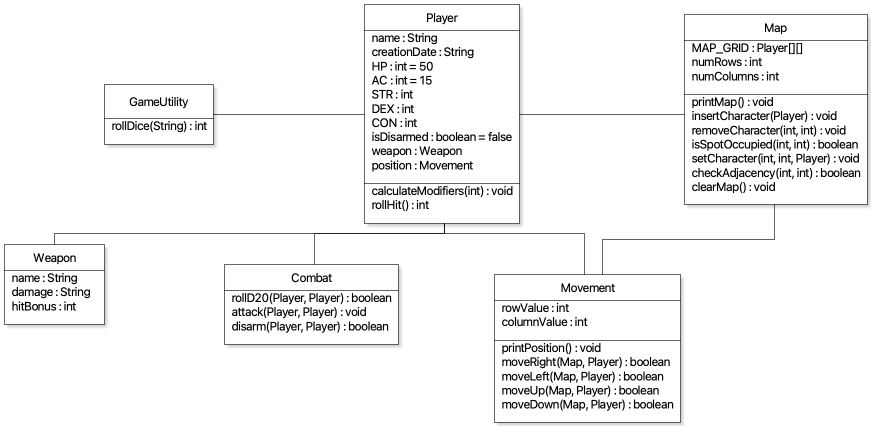 Player
name : String
creationDate : String
HP : int = 50
AC : int = 15
STR : int
DEX : int
CON : int
isDisarmed : boolean = false
weapon : Weapon
position : Movement
calculateModifiers(int) : void
rollHit() : int
Map
MAP_GRID : Player[][]
numRows : int
numColumns : int
printMap() : void
insertCharacter(Player) : void
removeCharacter(int, int) : void
isSpotOccupied(int, int) : boolean
setCharacter(int, int, Player) : void
checkAdjacency(int, int) : boolean
clearMap() : void
GameUtility
rollDice(String) : int
Weapon
name : String
damage : String
hitBonus : int
Combat
rollD20(Player, Player) : boolean
attack(Player, Player) : void
disarm(Player, Player) : boolean
Movement
rowValue : int
columnValue : int
printPosition() : void
moveRight(Map, Player) : boolean
moveLeft(Map, Player) : boolean
moveUp(Map, Player) : boolean
moveDown(Map, Player) : boolean